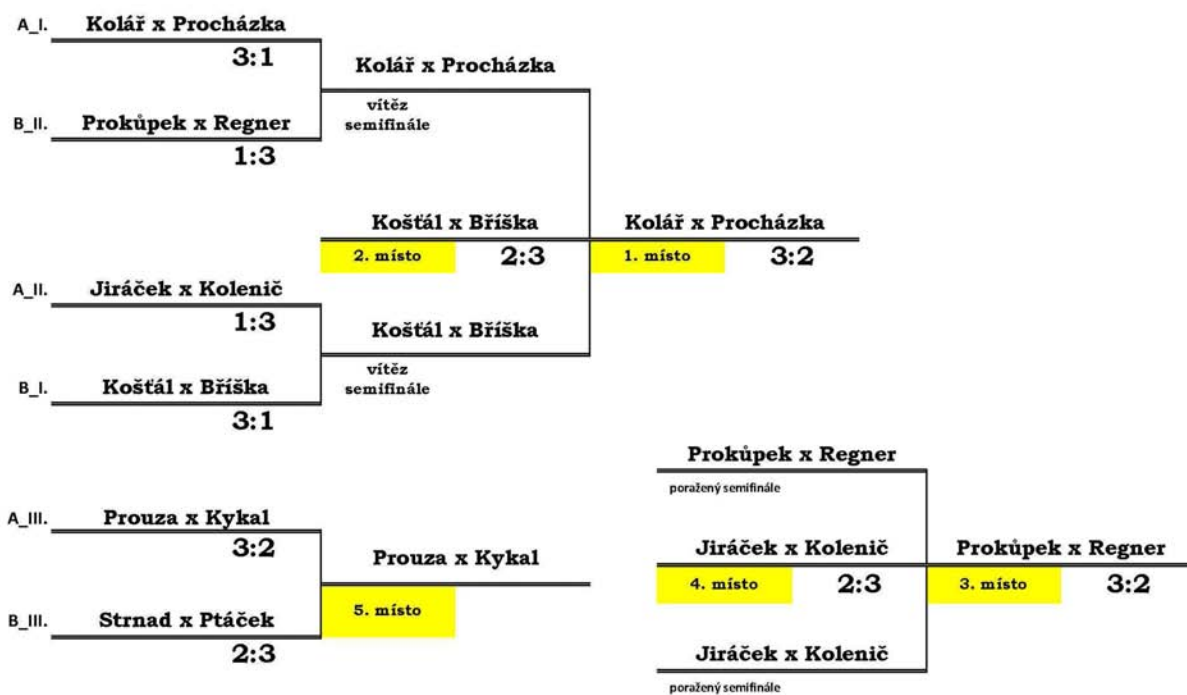 A_I. Kolář x Procházka
3:1
Kolář x Procházka
vítěz
semifinále
B_II. Prokůpek x Regner
1:3
Košťál x Bříška
2. místo 2:3
Kolář x Procházka
1. místo 3:2
A_II. Jiráček x Kolenič
1:3
Košťál x Bříška
vítěz
semifinále
B_I. Košťál x Bříška
3:1
A_III. Prouza x Kykal
3:2
Prouza x Kykal
5. místo
B_III. Strnad x Ptáček
2:3
Prokůpek x Regner
poražený semifinále
Jiráček x Kolenič
4. místo 2:3
Prokůpek x Regner
3. místo 3:2
Jiráček x Kolenič
poražený semifinále